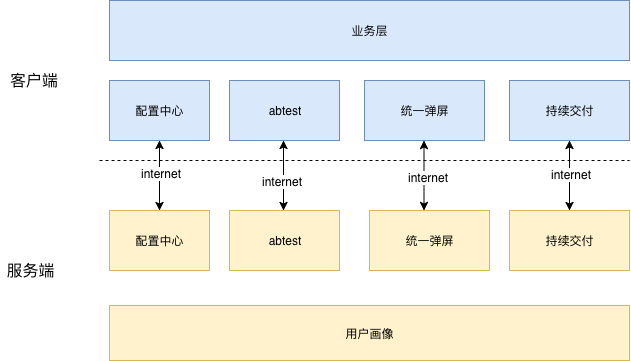 业务层
客户端
配置中心
abtest
统一弹屏
持续交付
internet
internet
internet
internet
配置中心
abtest
统一弹屏
持续交付
服务端
用户画像